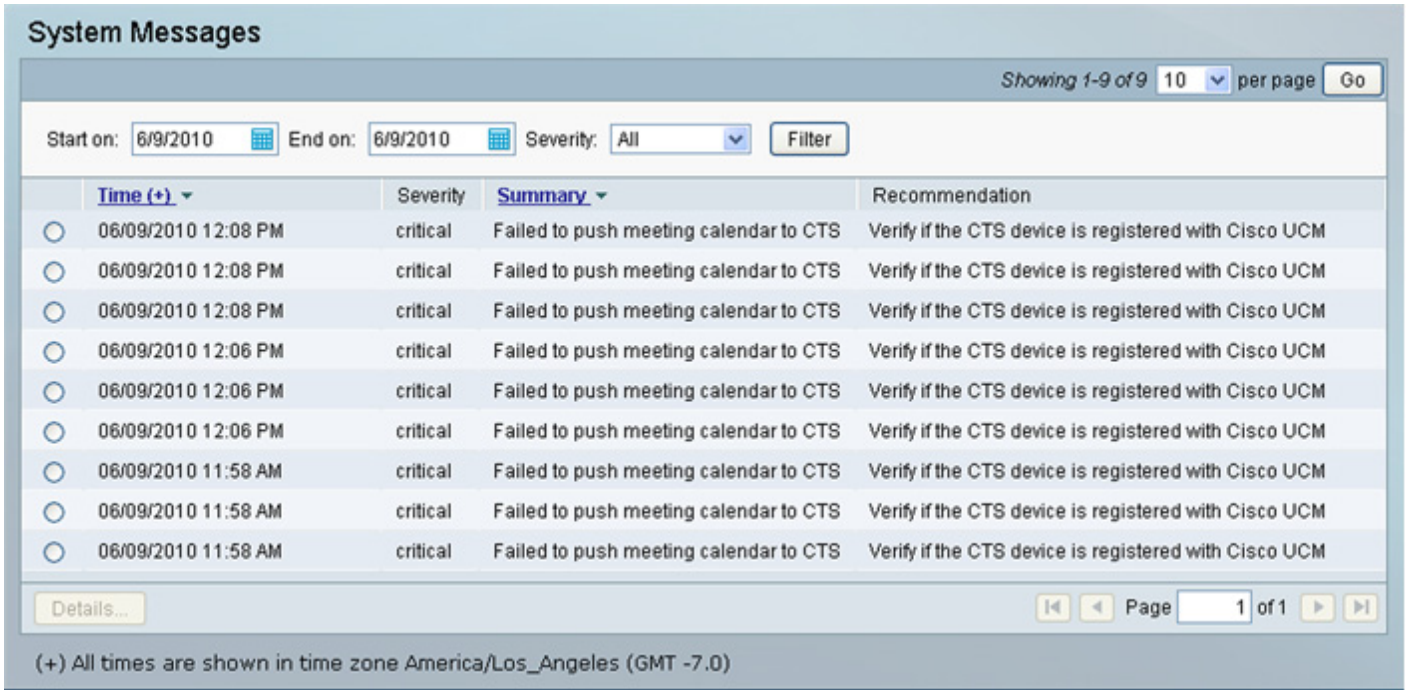 System Messages
Showing 1-9 of 9 10 per page Go
Start on: 6/9/2010 End on: 6/9/2010 Severity: All Filter
Time (+) Severity Summary Recommendation
06/09/2010 12:08 PM critical Failed to push meeting calendar to CTS Verify if the CTS device is registered with Cisco UCM
06/09/2010 12:08 PM critical Failed to push meeting calendar to CTS Verify if the CTS device is registered with Cisco UCM
06/09/2010 12:08 PM critical Failed to push meeting calendar to CTS Verify if the CTS device is registered with Cisco UCM
06/09/2010 12:06 PM critical Failed to push meeting calendar to CTS Verify if the CTS device is registered with Cisco UCM
06/09/2010 12:06 PM critical Failed to push meeting calendar to CTS Verify if the CTS device is registered with Cisco UCM
06/09/2010 12:06 PM critical Failed to push meeting calendar to CTS Verify if the CTS device is registered with Cisco UCM
06/09/2010 11:58 AM critical Failed to push meeting calendar to CTS Verify if the CTS device is registered with Cisco UCM
06/09/2010 11:58 AM critical Failed to push meeting calendar to CTS Verify if the CTS device is registered with Cisco UCM
06/09/2010 11:58 AM critical Failed to push meeting calendar to CTS Verify if the CTS device is registered with Cisco UCM
Details... Page 1 of 1
(+) All times are shown in time zone America/Los_Angeles (GMT -7.0)